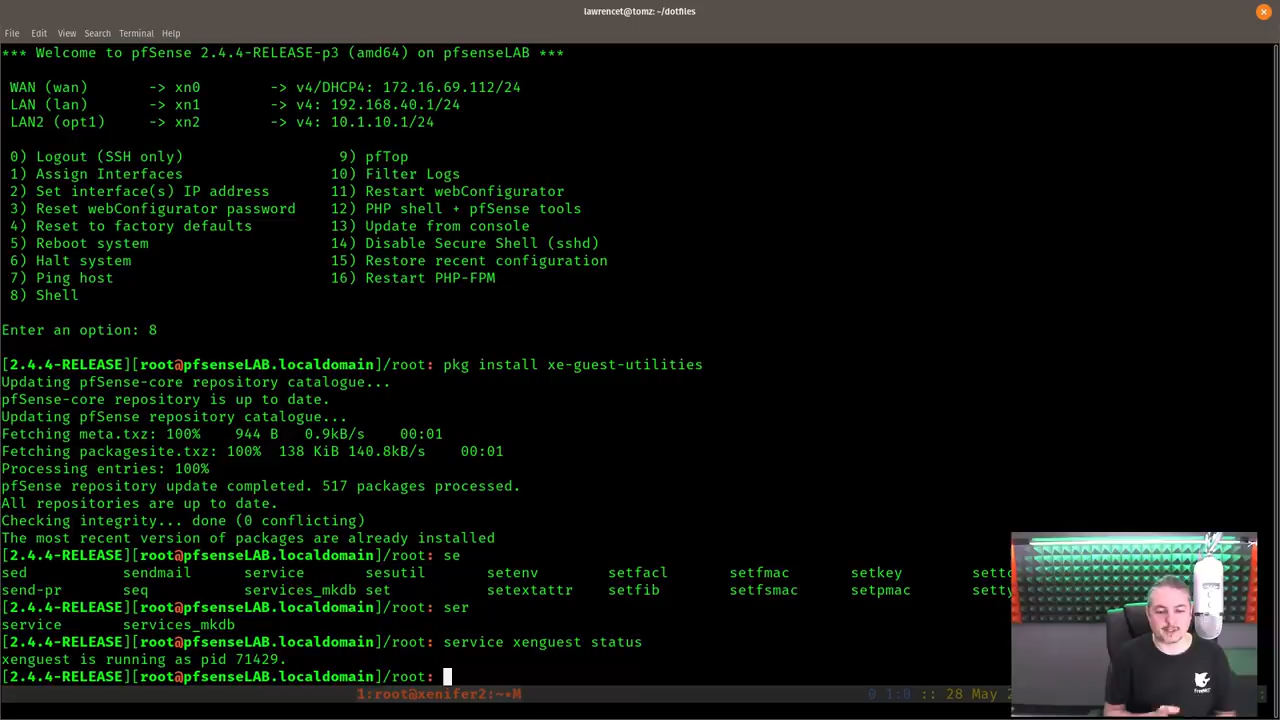 lawrencet@tomz: ~/dotfiles
File Edit View Search Terminal Help
*** Welcome to pfSense 2.4.4-RELEASE-p3 (amd64) on pfsenseLAB ***
WAN (wan) -> xn0 -> v4/DHCP4: 172.16.69.112/24
LAN (lan) -> xn1 -> v4: 192.168.40.1/24
LAN2 (opt1) -> xn2 -> v4: 10.1.10.1/24
0) Logout (SSH only) 9) pfTop
1) Assign Interfaces 10) Filter Logs
2) Set interface(s) IP address 11) Restart webConfigurator
3) Reset webConfigurator password 12) PHP shell + pfSense tools
4) Reset to factory defaults 13) Update from console
5) Reboot system 14) Disable Secure Shell (sshd)
6) Halt system 15) Restore recent configuration
7) Ping host 16) Restart PHP-FPM
8) Shell
Enter an option: 8
[2.4.4-RELEASE][root@pfsenseLAB.localdomain]/root: pkg install xe-guest-utilities
Updating pfSense-core repository catalogue...
pfSense-core repository is up to date.
Updating pfSense repository catalogue...
Fetching meta.txz: 100% 944 B 0.9kB/s 00:01
Fetching packagesite.txz: 100% 138 KiB 140.8kB/s 00:01
Processing entries: 100%
pfSense repository update completed. 517 packages processed.
All repositories are up to date.
Checking integrity... done (0 conflicting)
The most recent version of packages are already installed
[2.4.4-RELEASE][root@pfsenseLAB.localdomain]/root: se
sed sendmail service sesutil setenv setfacl setfmac setkey
send-pr seq services_mkdb set setextattr setfib setfsmac setpmac
[2.4.4-RELEASE][root@pfsenseLAB.localdomain]/root: ser
service services_mkdb
[2.4.4-RELEASE][root@pfsenseLAB.localdomain]/root: service xenguest status
xenguest is running as pid 71429.
[2.4.4-RELEASE][root@pfsenseLAB.localdomain]/root:
1:root@xenifer2:~*M 9 1:0 :: 28 May